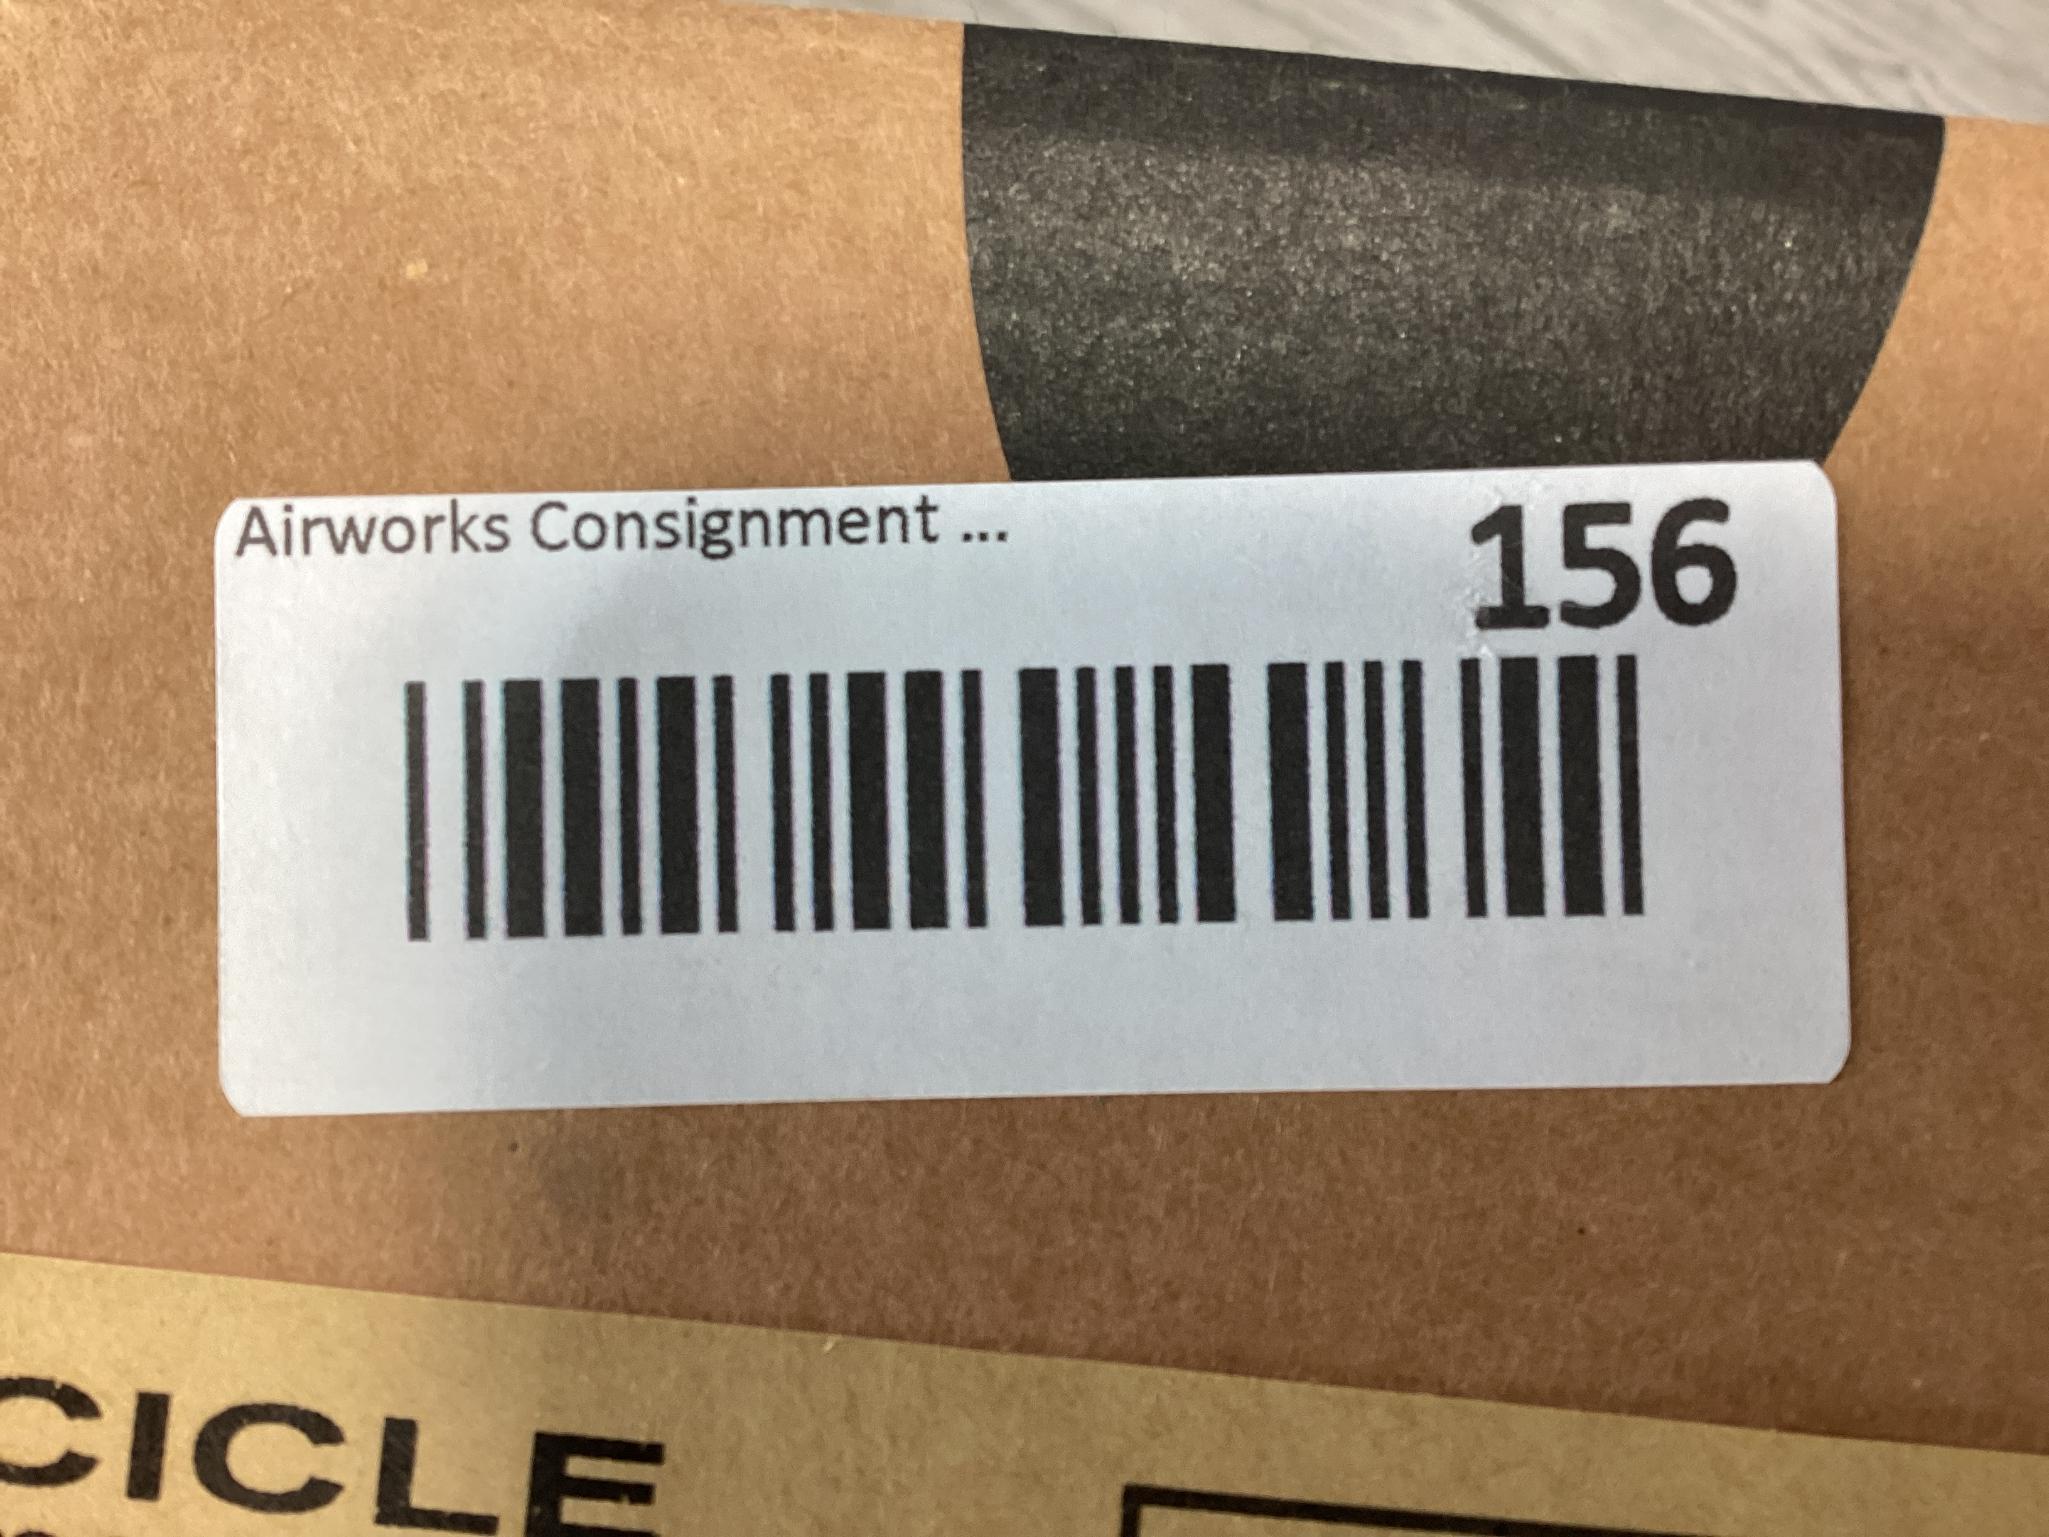 Airworks Consignment ...
156
CICLE